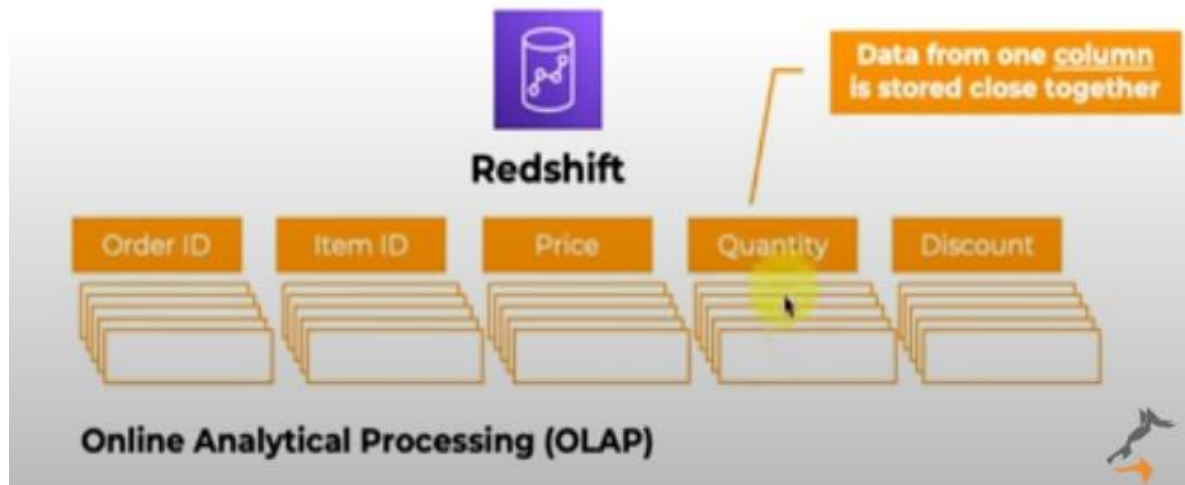 Data from one column
is stored close together
Redshift
Order ID
Item ID
Price
Quantity
Discount
Online Analytical Processing (OLAP)